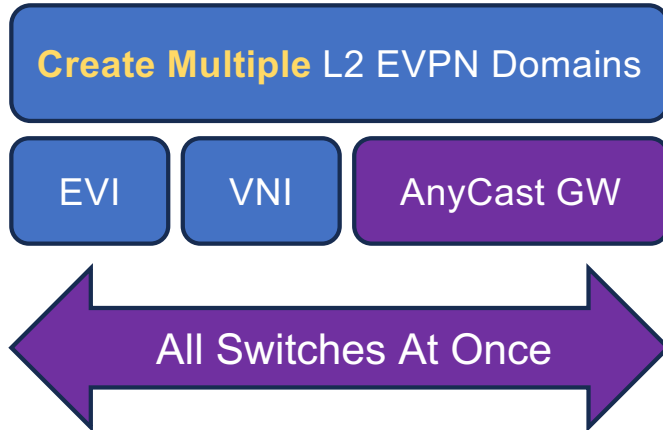 Create Multiple L2 EVPN Domains
EVI
VNI
AnyCast GW
All Switches At Once